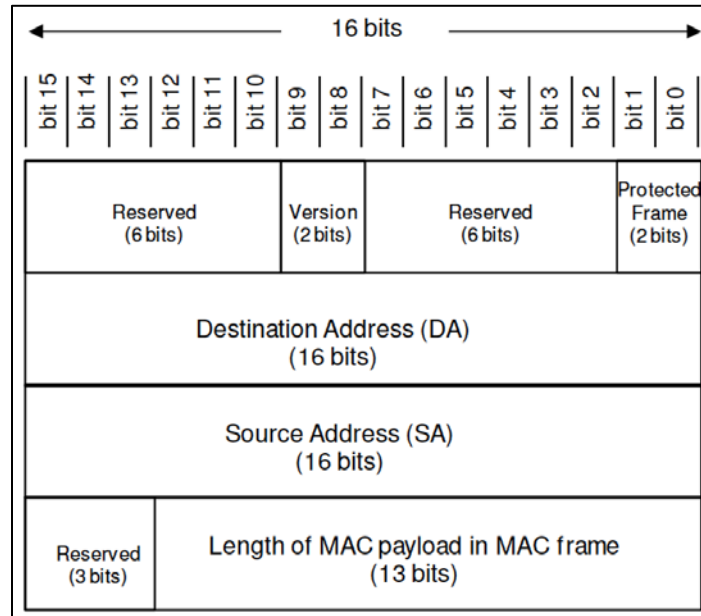 16 bits
bit 15
bit 14
bit 13
bit 12
bit 11
bit 10
bit 9
bit 8
bit 7
bit 6
bit 5
bit 4
bit 3
bit 2
bit 1
bit 0
Reserved
(6 bits)
Version
(2 bits)
Reserved
(6 bits)
Protected
Frame
(2 bits)
Destination Address (DA)
(16 bits)
Source Address (SA)
(16 bits)
Reserved
(3 bits)
Length of MAC payload in MAC frame
(13 bits)